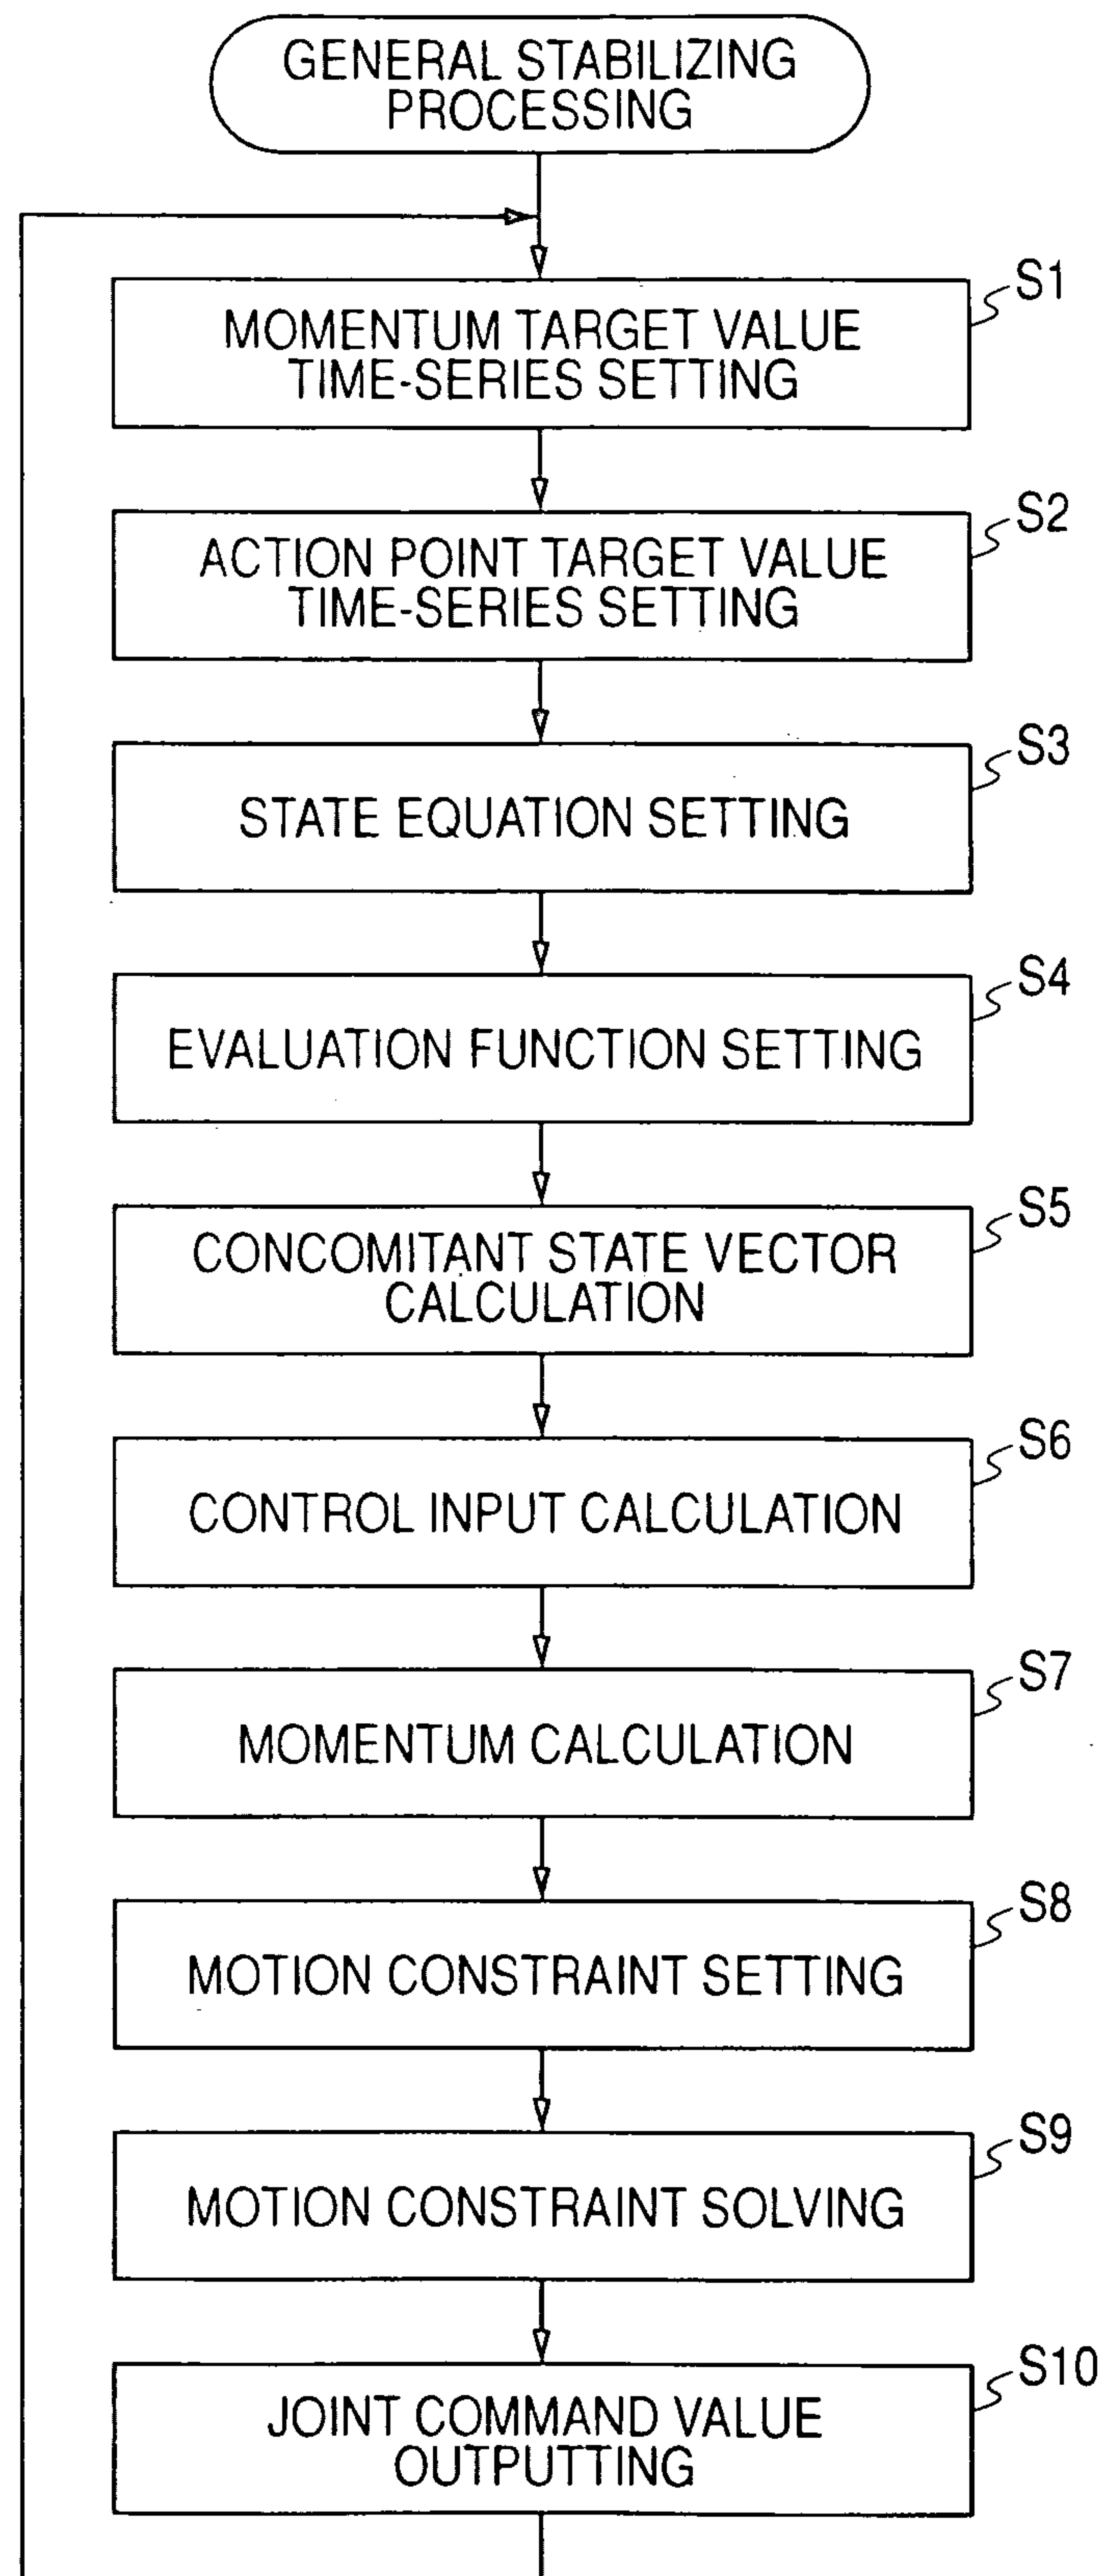 GENERAL STABILIZING
PROCESSING
S1
MOMENTUM TARGET VALUE
TIME-SERIES SETTING
S2
ACTION POINT TARGET VALUE
TIME-SERIES SETTING
S3
STATE EQUATION SETTING
S4
EVALUATION FUNCTION SETTING
S5
CONCOMITANT STATE VECTOR
CALCULATION
S6
CONTROL INPUT CALCULATION
S7
MOMENTUM CALCULATION
S8
MOTION CONSTRAINT SETTING
S9
MOTION CONSTRAINT SOLVING
S10
JOINT COMMAND VALUE
OUTPUTTING